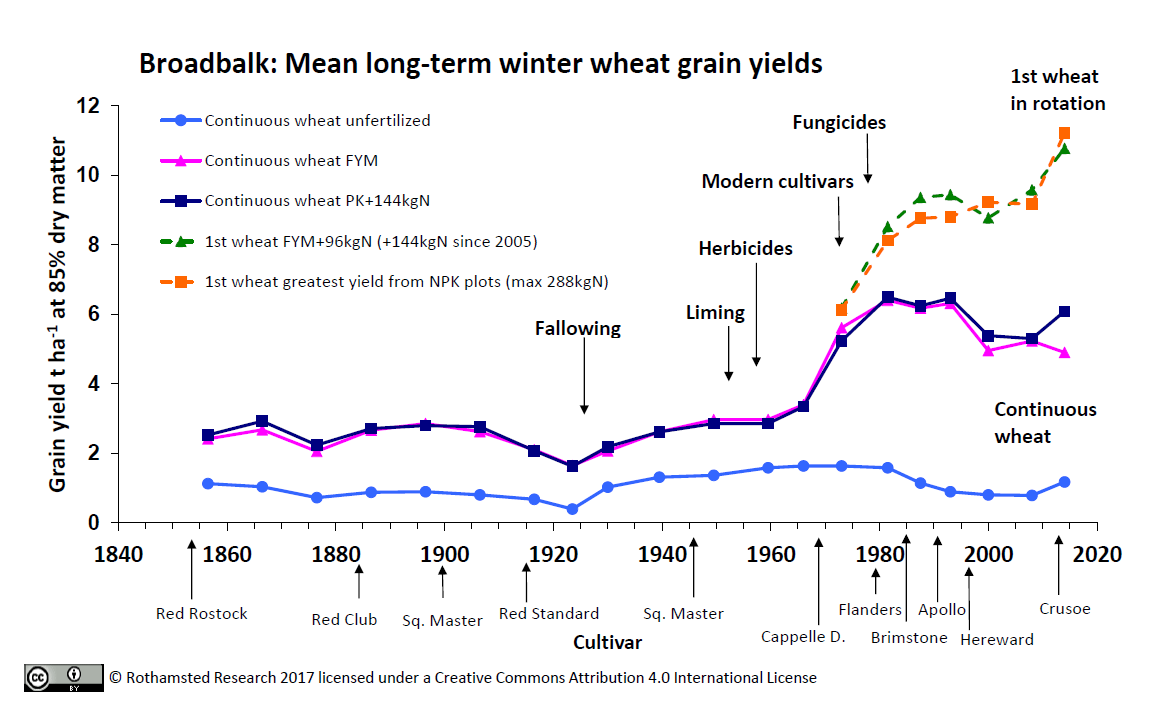 Broadbalk: Mean long-term winter wheat grain yields
1st wheat
in rotation
Grain yield t ha-1 at 85% dry matter
12
10
8
6
4
2
0
Continuous wheat unfertilized
Continuous wheat FYM
Continuous wheat PK+144kgN
1st wheat FYM+96kgN (+144kgN since 2005)
1st wheat greatest yield from NPK plots (max 288kgN)
Fungicides
Modern cultivars
Herbicides
Liming
Fallowing
Continuous
wheat
1840 1860 1880 1900 1920 1940 1960 1980 2000 2020
Red Rostock
Red Club
Sq. Master
Red Standard
Sq. Master
Cappelle D.
Flanders
Brimstone
Apollo
Hereward
Crusoe
Cultivar
cc BY
© Rothamsted Research 2017 licensed under a Creative Commons Attribution 4.0 International License